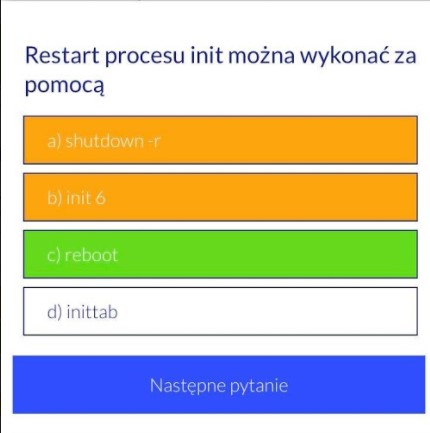 Restart procesu init można wykonać za
pomocą
a) shutdown -r
b) init 6
c) reboot
d) inittab
Następne pytanie